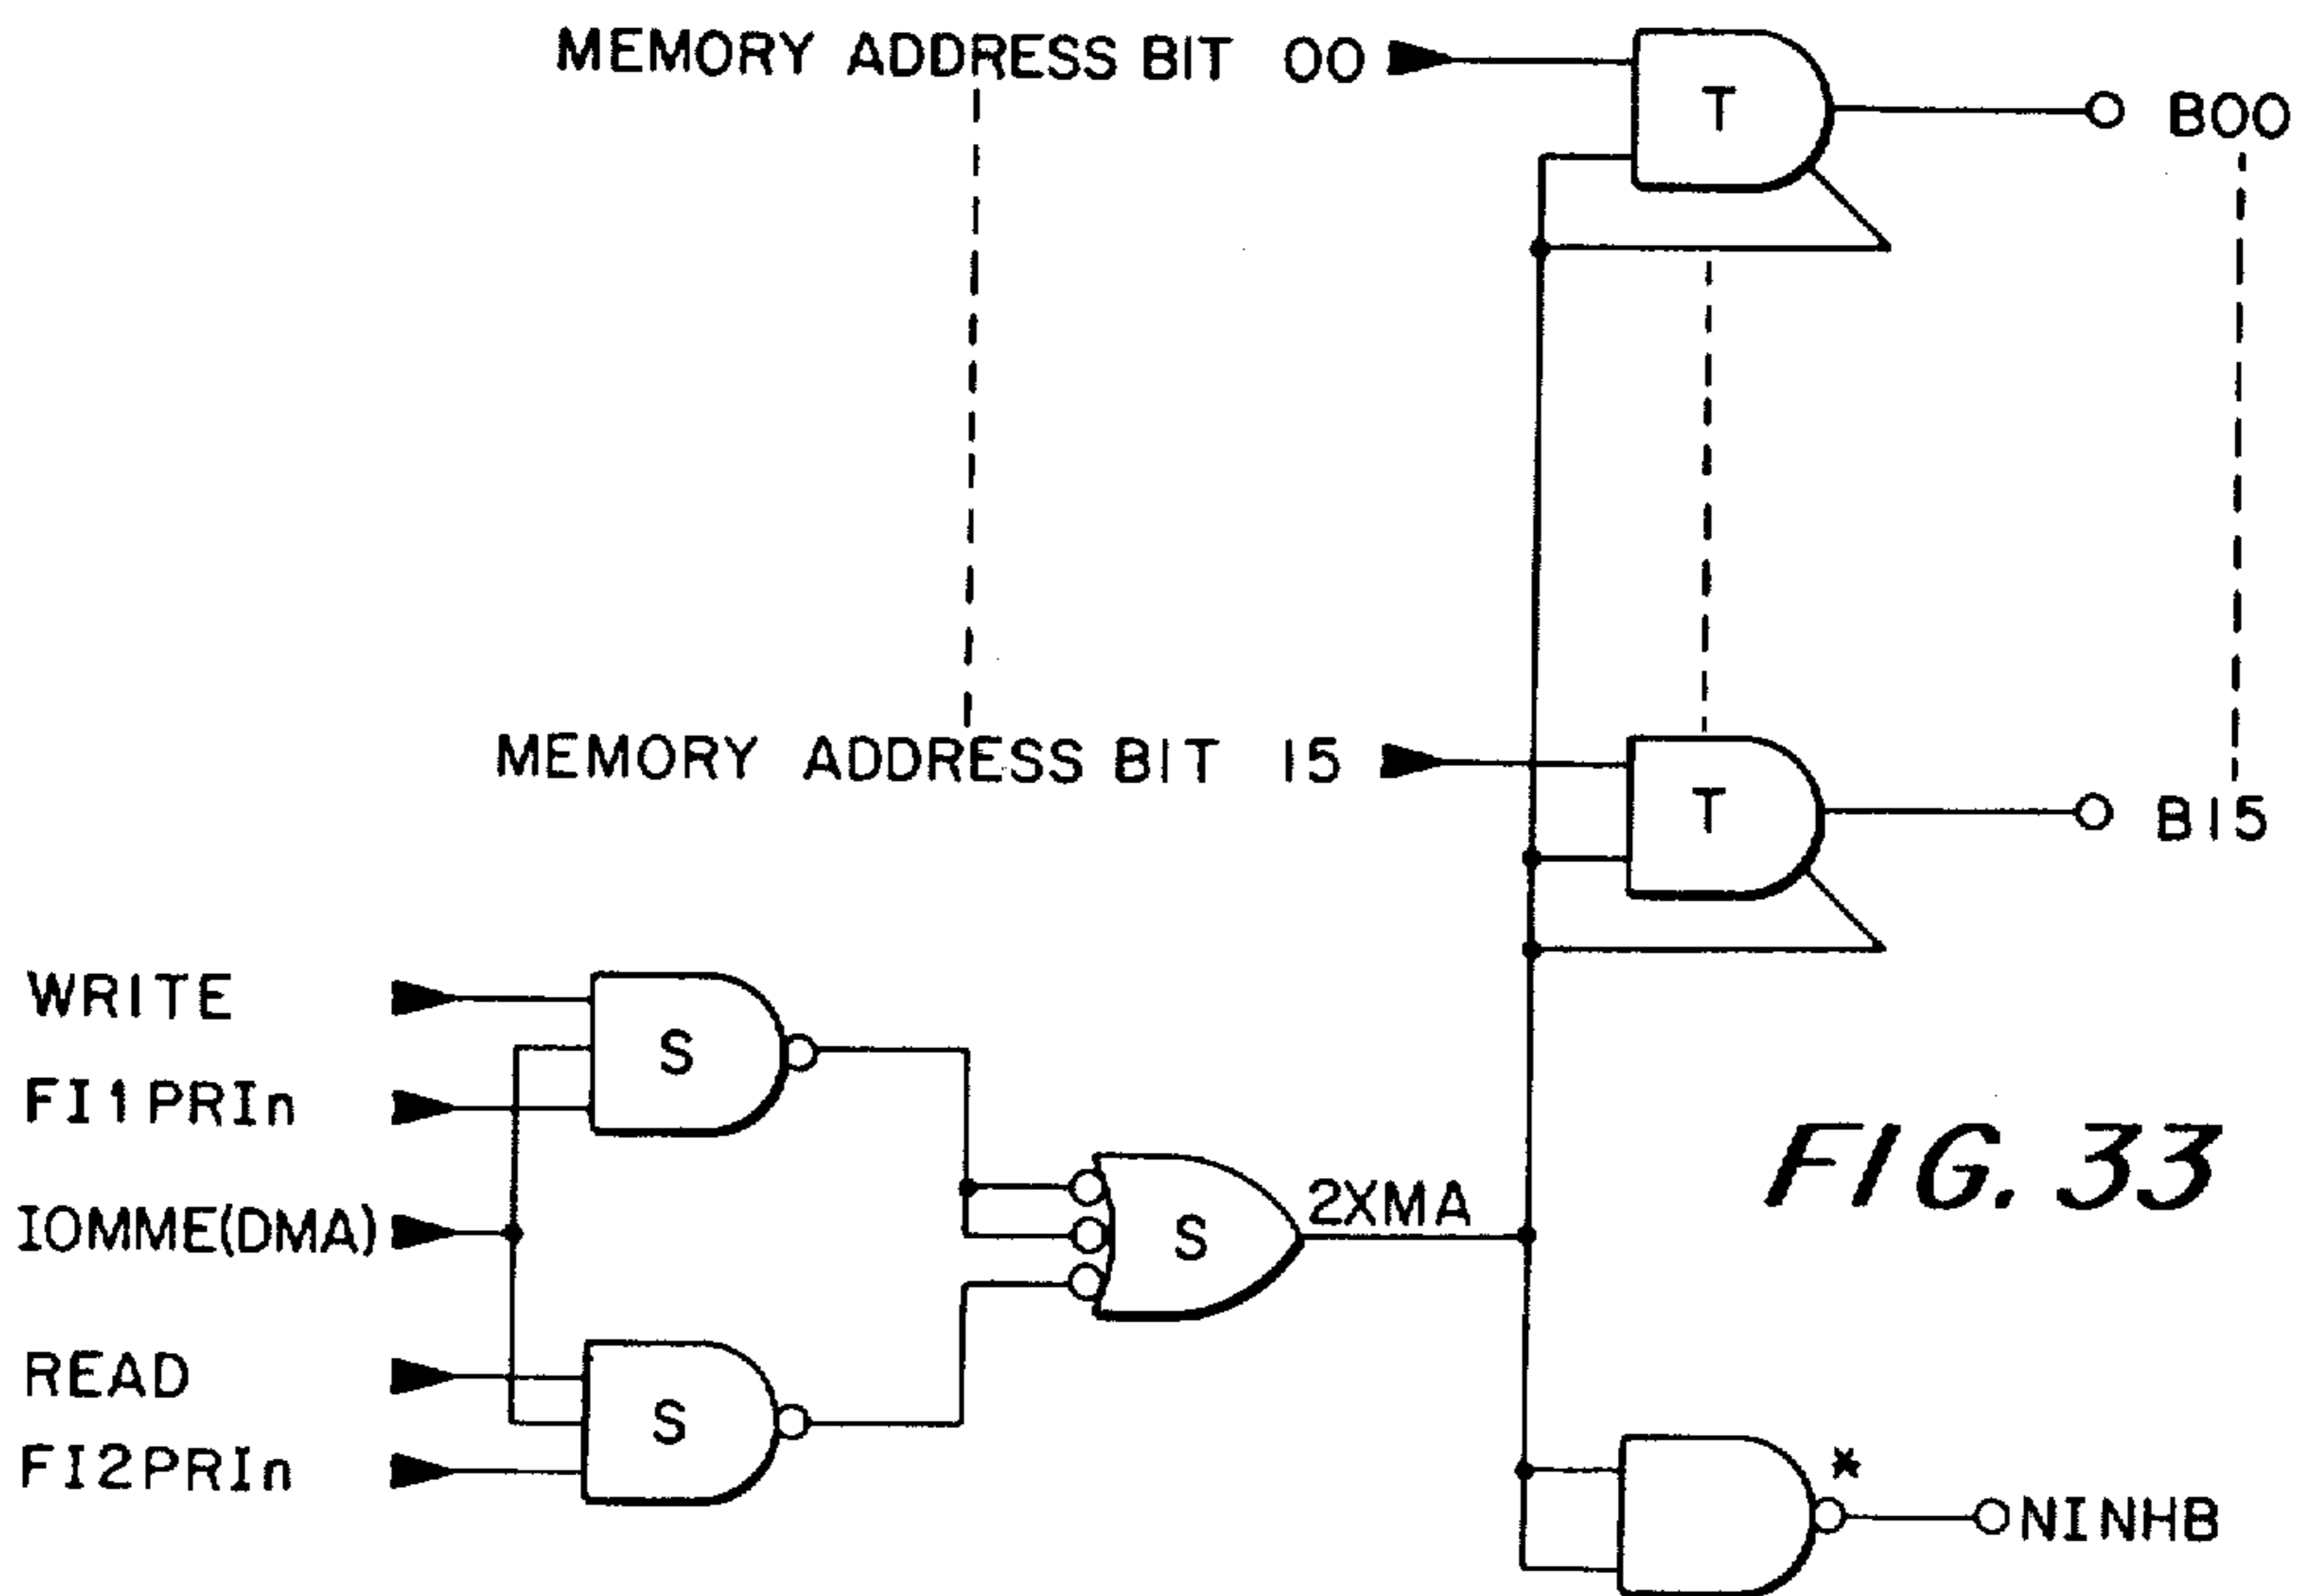 MEMORY ADDRESS BIT 00
T
B00
MEMORY ADDRESS BIT 15
T
B15
WRITE
S
FI1PRIn
IOMME(DMA)
2XMA
S
FIG. 33
READ
S
FI2PRIn
*
NINHB